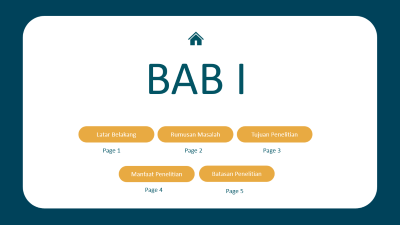 BAB I
Latar Belakang
Rumusan Masalah
Tujuan Penelitian
Page 1
Page 2
Page 3
Manfaat Penelitian
Batasan Penelitian
Page 4
Page 5